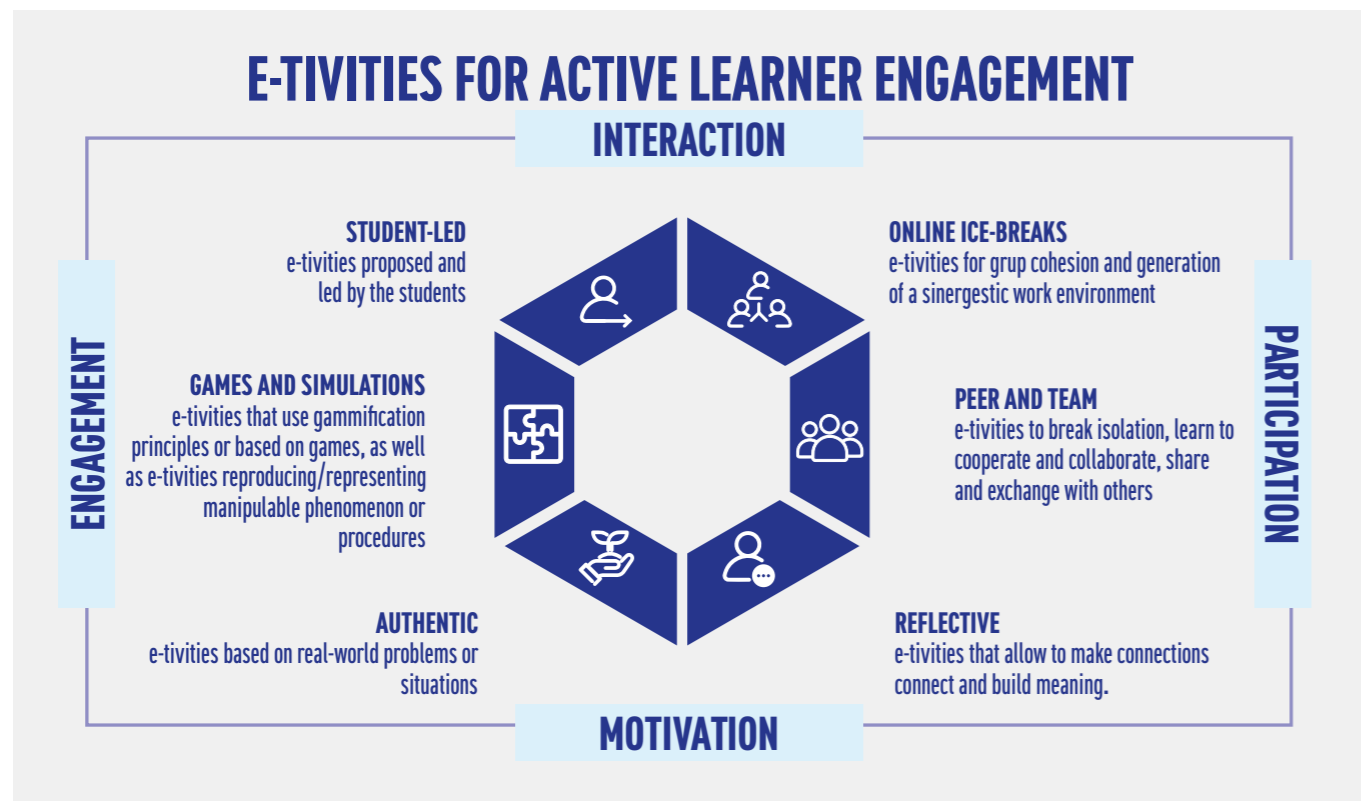 E-TIVITIES FOR ACTIVE LEARNER ENGAGEMENT
INTERACTION
STUDENT-LED
e-tivities proposed and
led by the students
ONLINE ICE-BREAKS
e-tivities for grup cohesion and generation
of a sinergestic work environment
ENGAGEMENT
GAMES AND SIMULATIONS
e-tivities that use gammification
principles or based on games, as well
as e-tivities reproducing/representing
manipulable phenomenon or
procedures
PEER AND TEAM
e-tivities to break isolation, learn to
cooperate and collaborate, share
and exchange with others
PARTICIPATION
AUTHENTIC
e-tivities based on real-world problems or
situations
REFLECTIVE
e-tivities that allow to make connections
connect and build meaning.
MOTIVATION